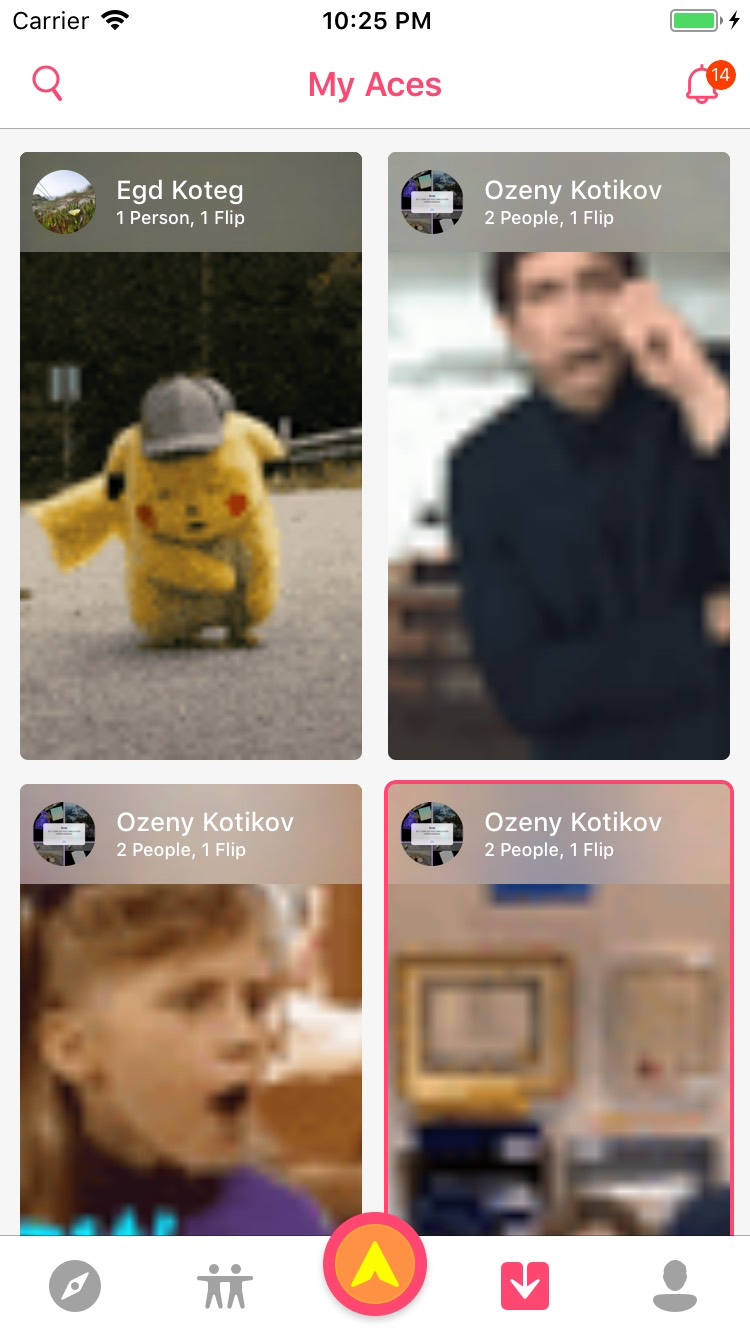 Carrier 10:25 PM
My Aces
14
Egd Koteg
1 Person, 1 Flip
Ozeny Kotikov
2 People, 1 Flip
Ozeny Kotikov
2 People, 1 Flip
Ozeny Kotikov
2 People, 1 Flip